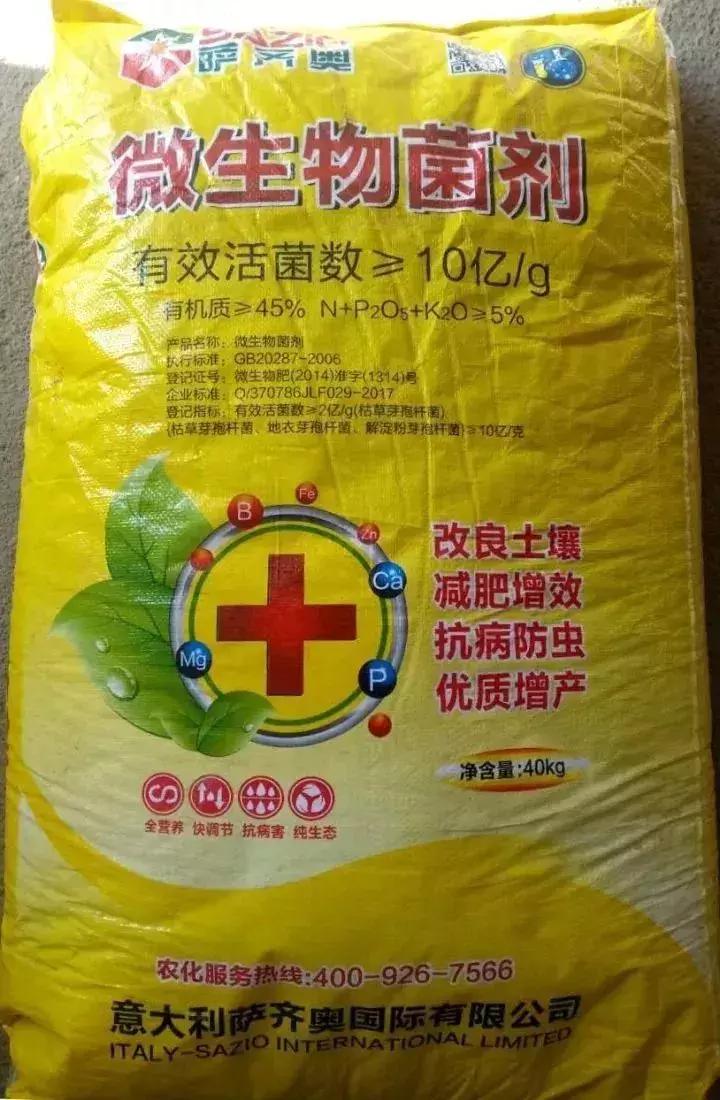 萨齐奥
微生物菌剂
有效活菌数≥10亿/g
有机质≥45% N+P₂O₅+K₂O≥5%
产品名称：微生物菌剂
执行标准：GB20287-2006
登记证号：微生物肥(2014)准字(1314)号
企业标准：Q/370786JLF029-2017
登记指标：有效活菌数≥2亿/g(枯草芽孢杆菌)
(枯草芽孢杆菌、地衣芽孢杆菌、解淀粉芽孢杆菌)≥10亿/克
Fe
B
Zn
Ca
Mg
P
改良土壤
减肥增效
抗病防虫
优质增产
净含量:40kg
全营养 快调节 抗病害 纯生态
农化服务热线:400-926-7566
意大利萨齐奥国际有限公司
ITALY-SAZIO INTERNATIONAL LIMITED